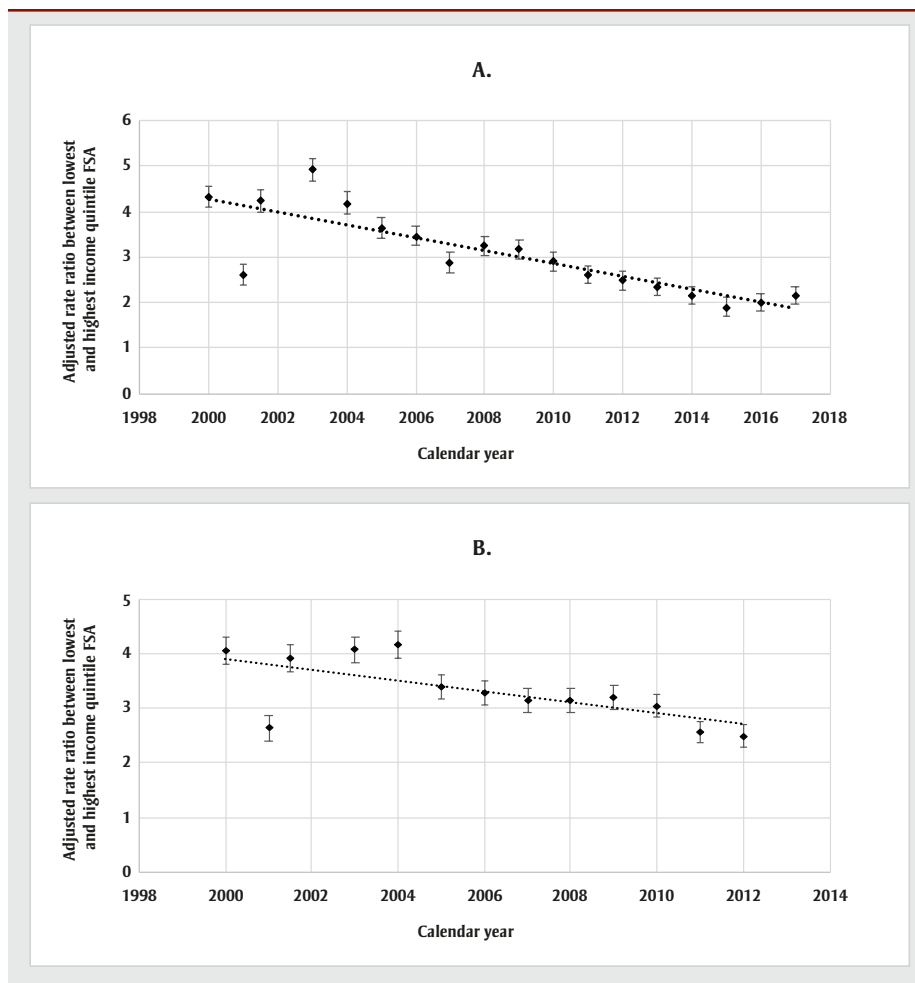 A.
Adjusted rate ratio between lowest
and highest income quintile FSA
6
5
4
3
2
1
0
1998 2000 2002 2004 2006 2008 2010 2012 2014 2016 2018
Calendar year
B.
Adjusted rate ratio between lowest
and highest income quintile FSA
5
4
3
2
1
0
1998 2000 2002 2004 2006 2008 2010 2012 2014
Calendar year